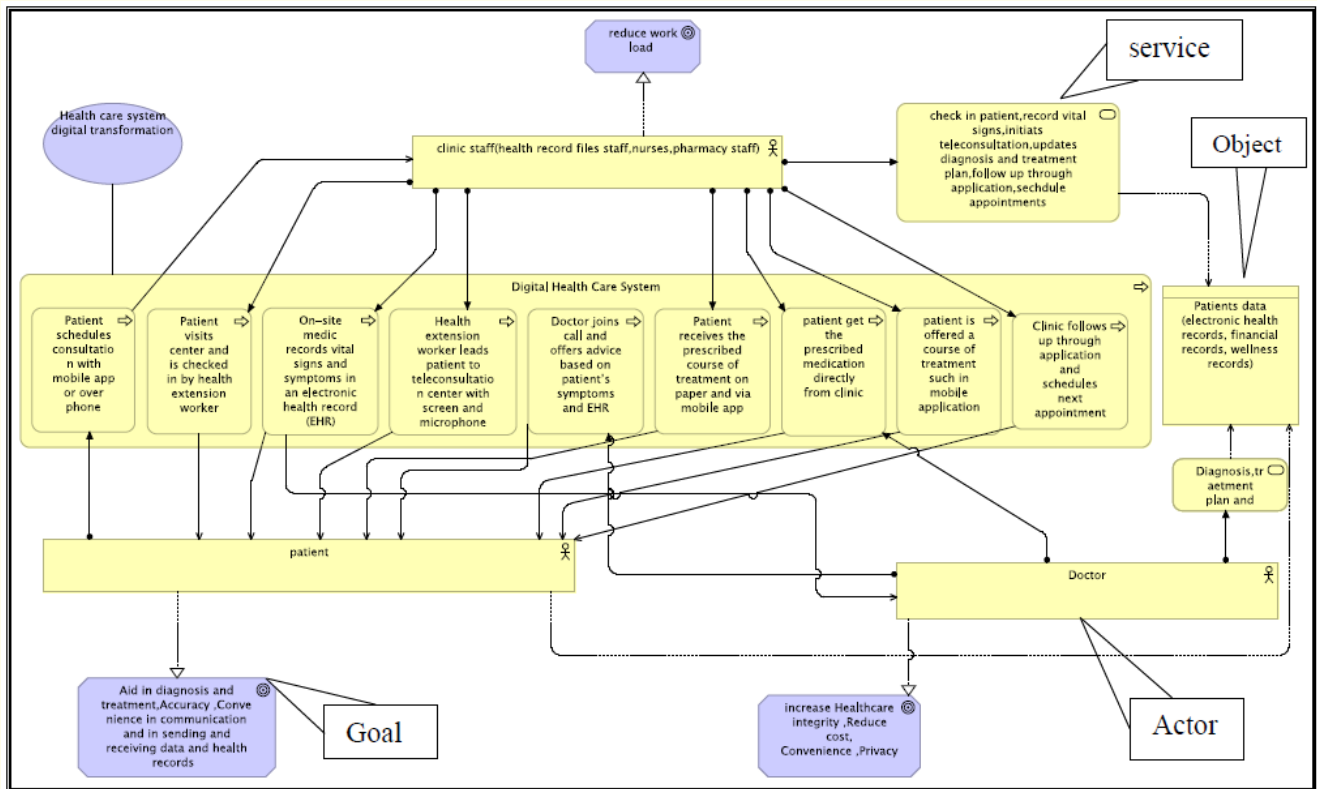 reduce work
load
service
Health care system
digital transformation
check in patient,record vital
signs,initiats
teleconsultation,updates
diagnosis and treatment
plan,follow up through
application,sechdule
appointments
Object
clinic staff(health record files staff,nurses,pharmacy staff)
Digital Health Care System
Patient
schedules
consultatio
n with
mobile app
or over
phone
Patient
visits
center and
is checked
in by health
extension
worker
On-site
medic
records vital
signs and
symptoms in
an electronic
health record
(EHR)
Health
extension
worker leads
patient to
teleconsultatio
n center with
screen and
microphone
Doctor joins
call and
offers advice
based on
patient's
symptoms
and EHR
Patient
receives the
prescribed
course of
treatment on
paper and via
mobile app
patient get
the
prescribed
medication
directly
from clinic
patient is
offered a
course of
treatment
such in
mobile
application
Clinic follows
up through
application
and
schedules
next
appointment
Patients data
(electronic health
records, financial
records, wellness
records)
Diagnosis,tr
aetment
plan and
patient
Doctor
Aid in diagnosis and
treatment,Accuracy ,Conve
nience in communication
and in sending and
receiving data and health
records
Goal
increase Healthcare
integrity ,Reduce
cost,
Convenience ,Privacy
Actor